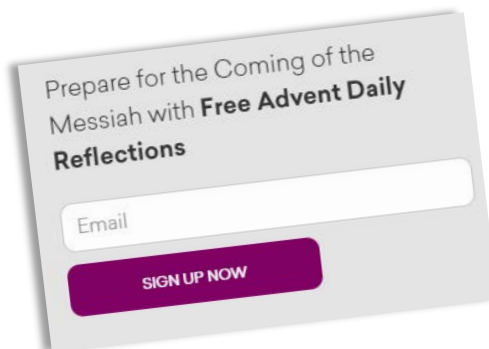 Prepare for the Coming of the
Messiah with Free Advent Daily
Reflections
Email
SIGN UP NOW